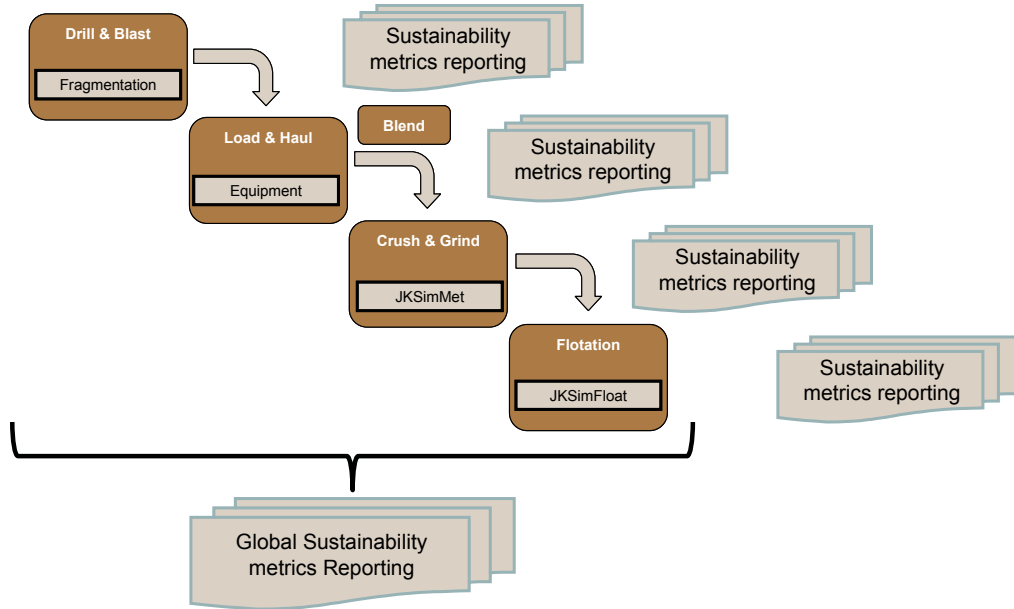 Drill & Blast
Fragmentation
Sustainability
metrics reporting
Load & Haul
Equipment
Blend
Sustainability
metrics reporting
Crush & Grind
JKSimMet
Sustainability
metrics reporting
Flotation
JKSimFloat
Sustainability
metrics reporting
Global Sustainability
metrics Reporting